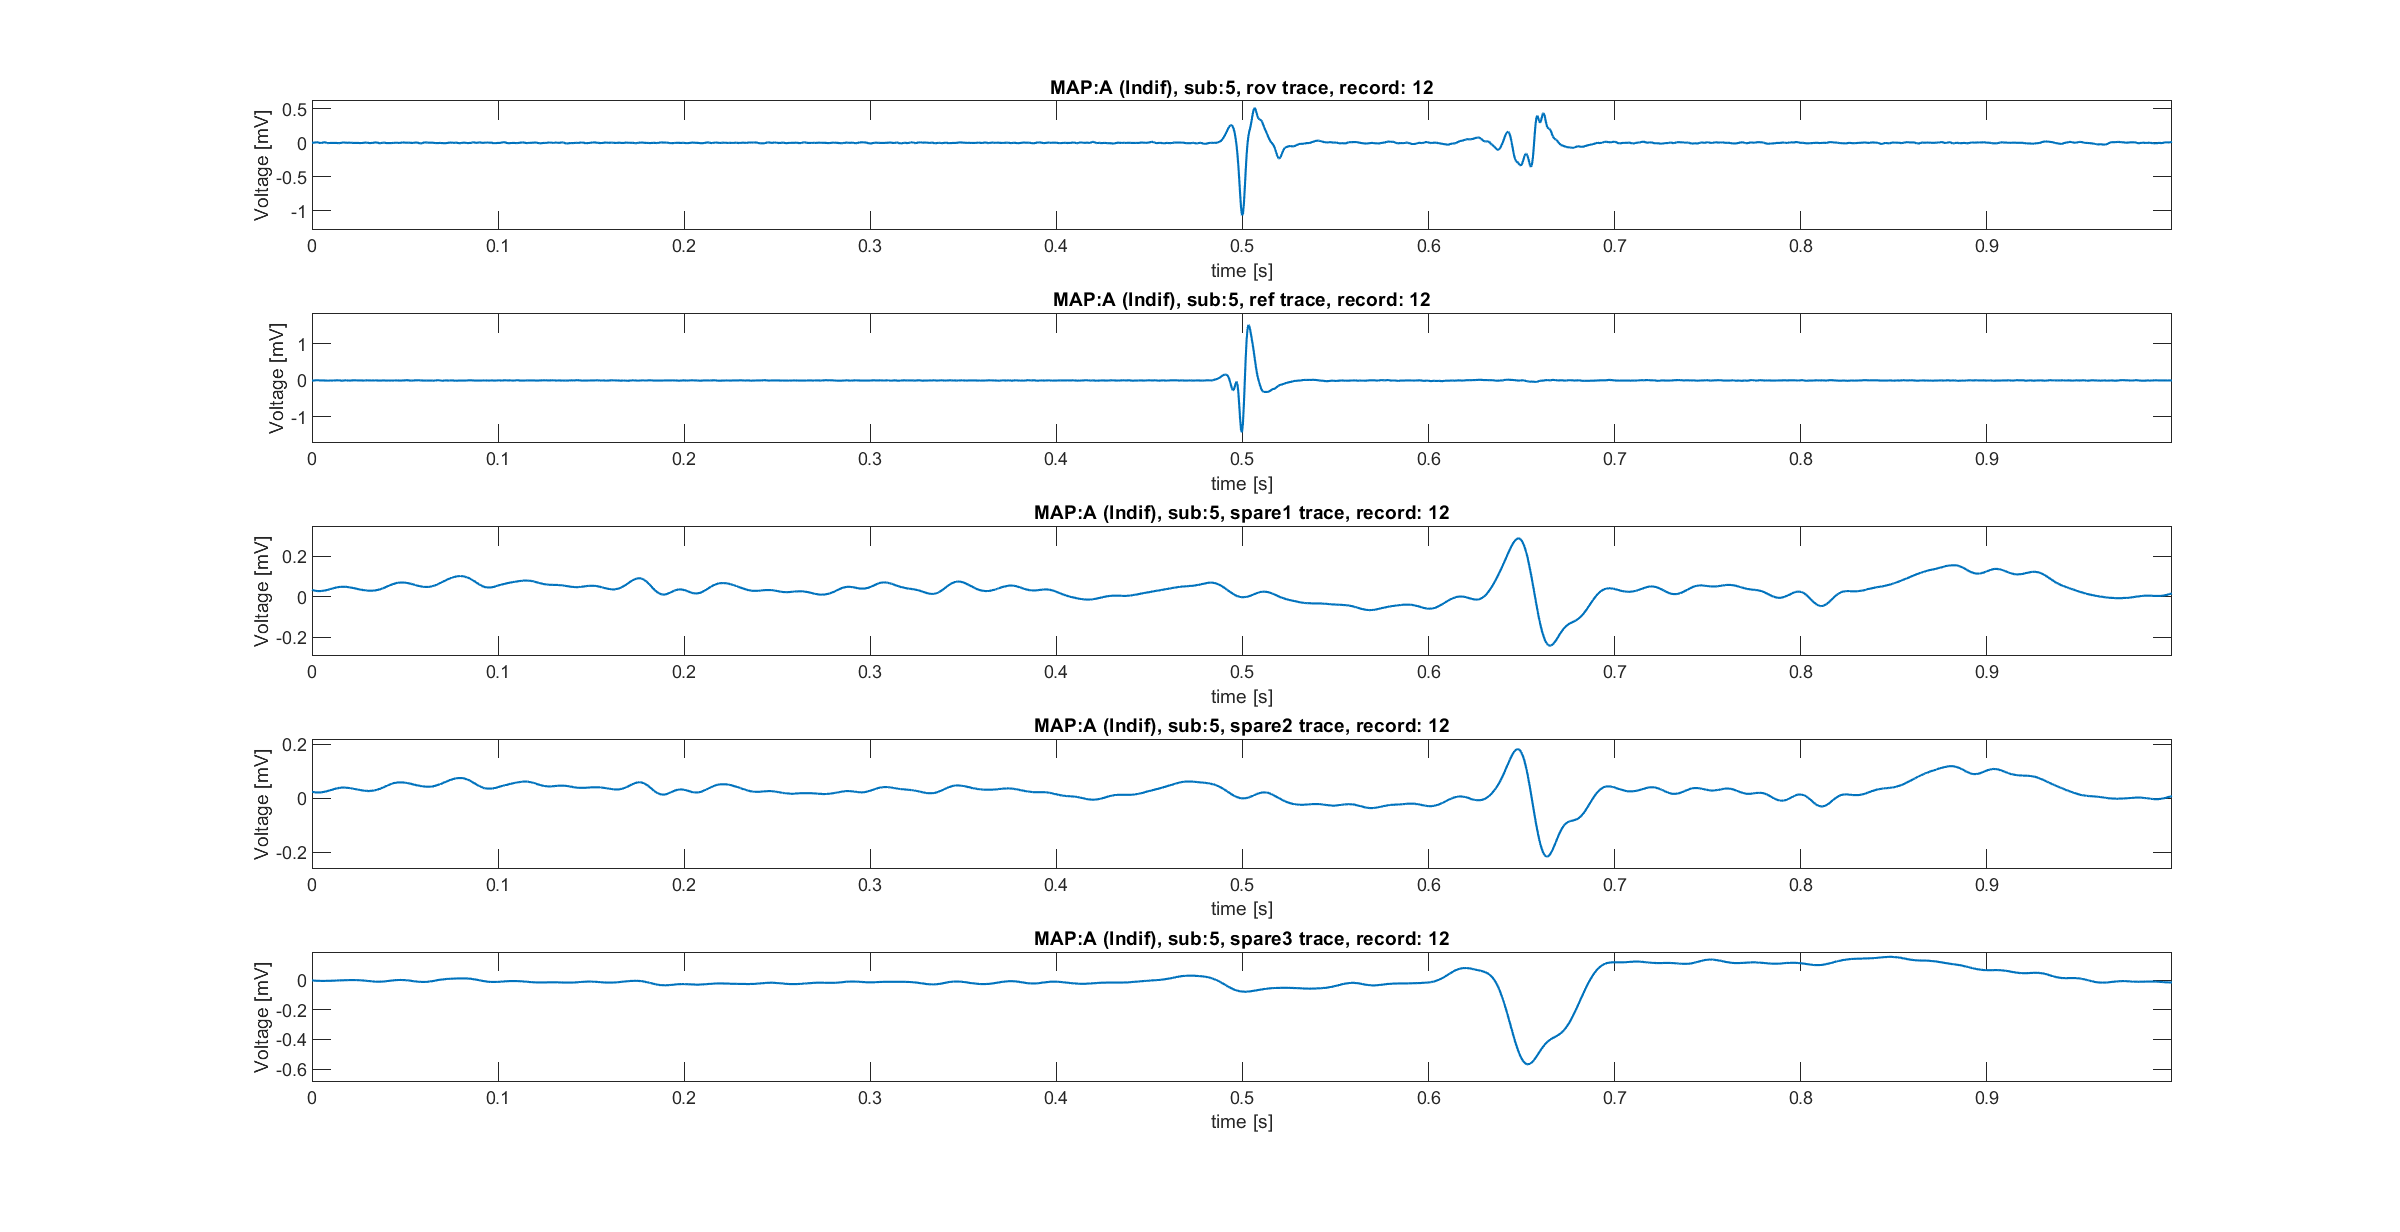 MAP:A (Indif), sub:5, rov trace, record: 12
Voltage [mV]
0.5
0
-0.5
-1
0 0.1 0.2 0.3 0.4 0.5 0.6 0.7 0.8 0.9
time [s]
MAP:A (Indif), sub:5, ref trace, record: 12
Voltage [mV]
1
0
-1
0 0.1 0.2 0.3 0.4 0.5 0.6 0.7 0.8 0.9
time [s]
MAP:A (Indif), sub:5, spare1 trace, record: 12
Voltage [mV]
0.2
0
-0.2
0 0.1 0.2 0.3 0.4 0.5 0.6 0.7 0.8 0.9
time [s]
MAP:A (Indif), sub:5, spare2 trace, record: 12
Voltage [mV]
0.2
0
-0.2
0 0.1 0.2 0.3 0.4 0.5 0.6 0.7 0.8 0.9
time [s]
MAP:A (Indif), sub:5, spare3 trace, record: 12
Voltage [mV]
0
-0.2
-0.4
-0.6
0 0.1 0.2 0.3 0.4 0.5 0.6 0.7 0.8 0.9
time [s]